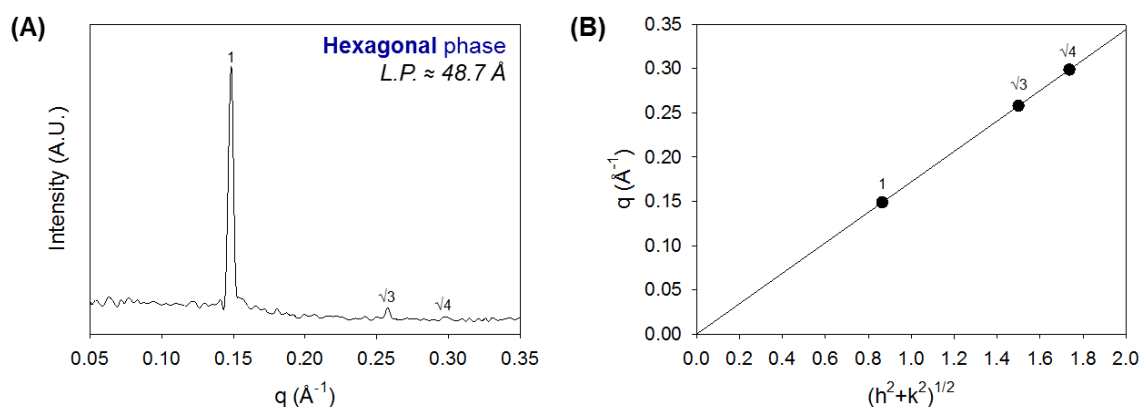 (A)
Hexagonal phase
L.P. ≈ 48.7 Å
1
√3
√4
Intensity (A.U.)
0.05 0.10 0.15 0.20 0.25 0.30 0.35
q (Å⁻¹)
(B)
0.35
0.30
0.25
0.20
0.15
0.10
0.05
0.00
q (Å⁻¹)
√4
√3
1
0.0 0.2 0.4 0.6 0.8 1.0 1.2 1.4 1.6 1.8 2.0
(h²+k²)¹ᐟ²